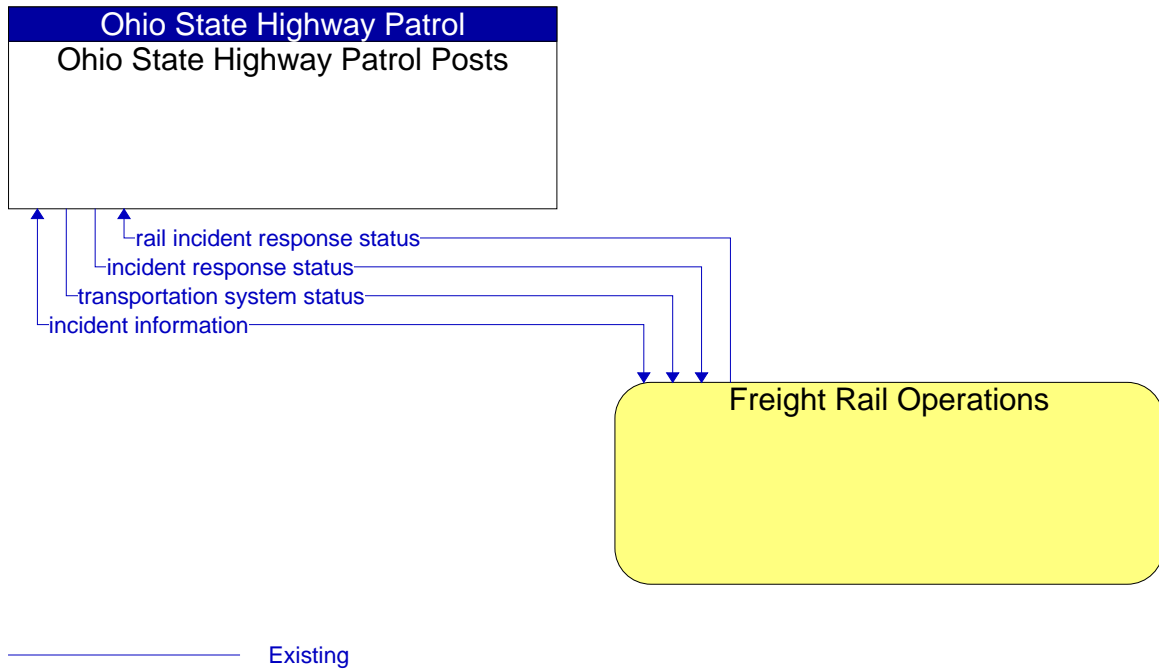 Ohio State Highway Patrol
Ohio State Highway Patrol Posts
rail incident response status
incident response status
transportation system status
incident information
Freight Rail Operations
Existing